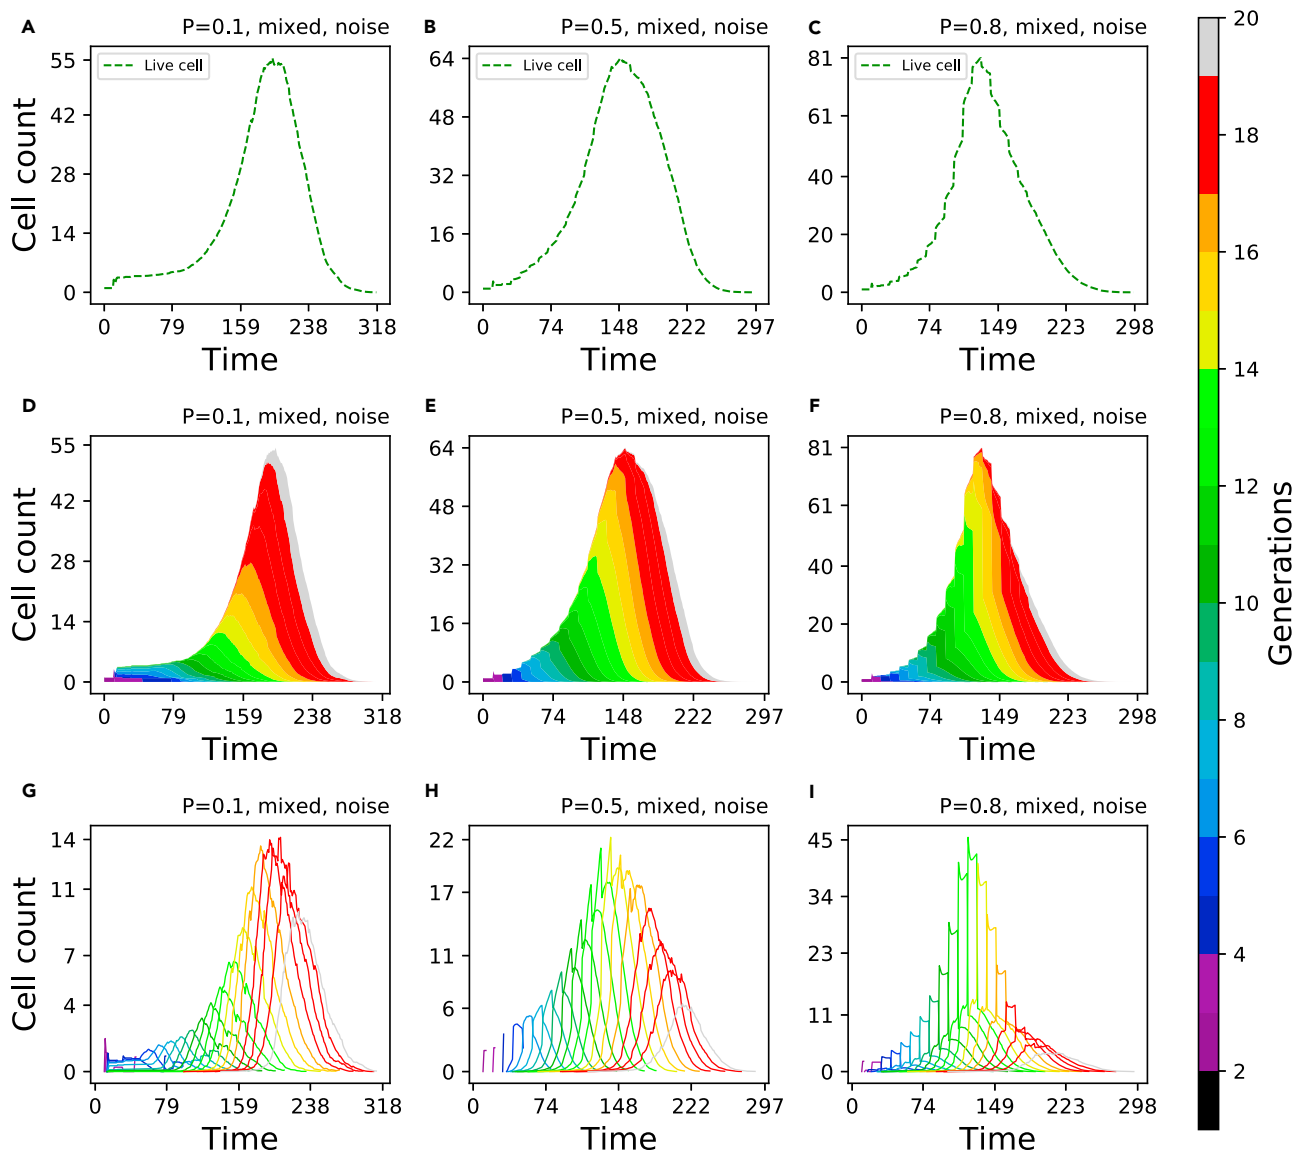 A
P=0.1, mixed, noise
Cell count
55
42
28
14
0
Live cell
0 79 159 238 318
Time
B
P=0.5, mixed, noise
64
48
32
16
0
Live cell
0 74 148 222 297
Time
C
P=0.8, mixed, noise
81
61
40
20
0
Live cell
0 74 149 223 298
Time
D
P=0.1, mixed, noise
Cell count
55
42
28
14
0
0 79 159 238 318
Time
E
P=0.5, mixed, noise
64
48
32
16
0
0 74 148 222 297
Time
F
P=0.8, mixed, noise
81
61
40
20
0
0 74 149 223 298
Time
G
P=0.1, mixed, noise
Cell count
14
11
7
4
0
0 79 159 238 318
Time
H
P=0.5, mixed, noise
22
17
11
6
0
0 74 148 222 297
Time
I
P=0.8, mixed, noise
45
34
23
11
0
0 74 149 223 298
Time
20
18
16
14
12
10
8
6
4
2
Generations